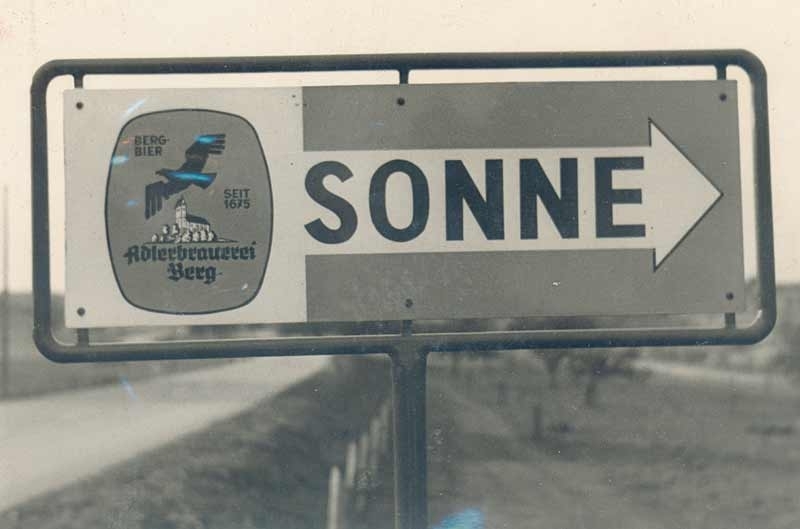 BERG-
BIER
SEIT
1675
Adlerbrauerei
Berg
SONNE